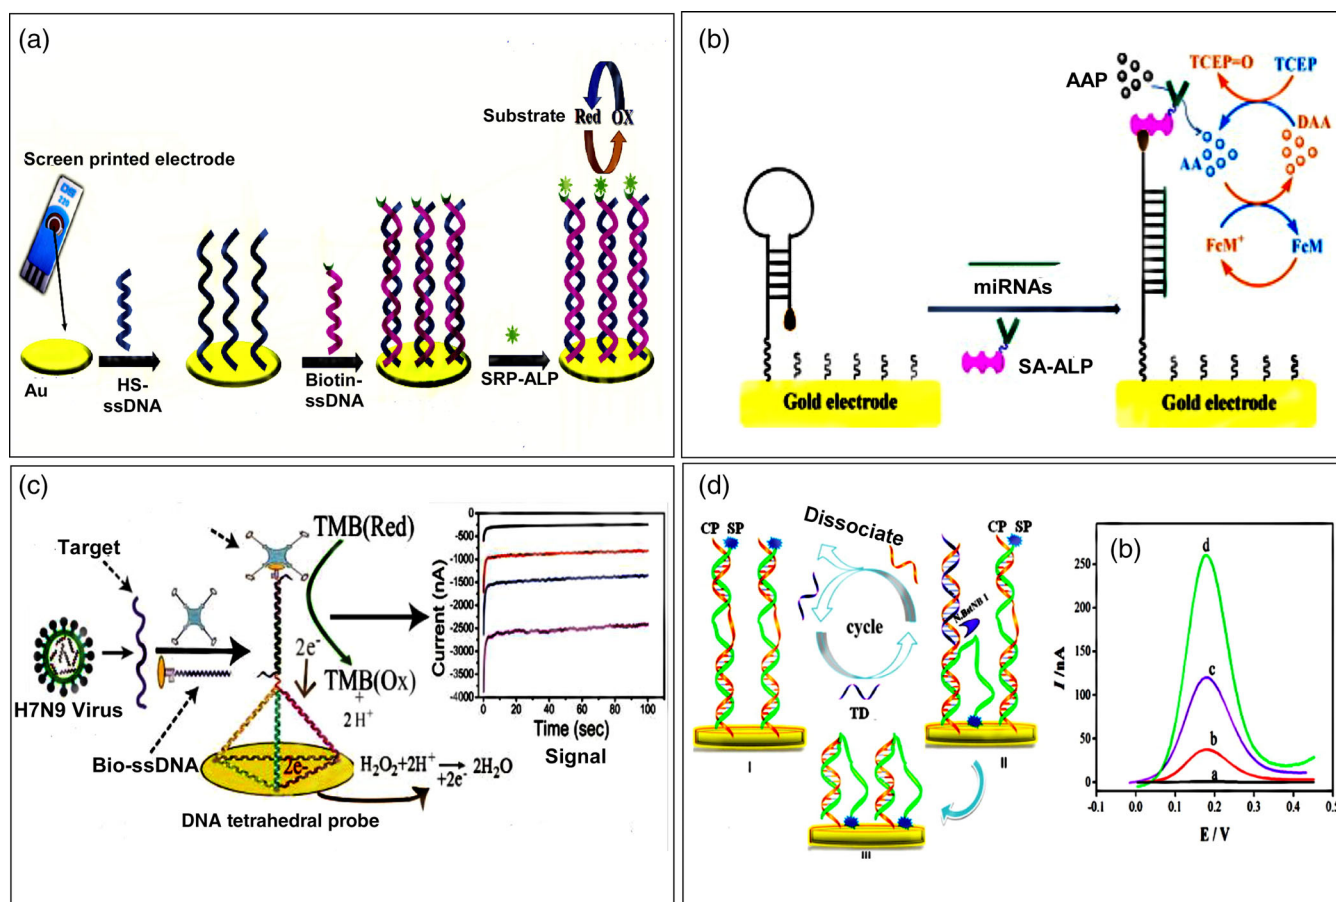 (a)
Substrate Red OX
Screen printed electrode
CHB
220
Au
HS-
ssDNA
Biotin-
ssDNA
SRP-ALP
(b)
AAP
TCEP=O
TCEP
DAA
AA
FcM⁺
FcM
miRNAs
SA-ALP
Gold electrode
Gold electrode
(c)
Target
H7N9 Virus
Bio-ssDNA
TMB(Red)
2e⁻
TMB(Ox)
+
2 H⁺
2e-
H₂O₂+2H⁺ → 2H₂O
+2e⁻
DNA tetrahedral probe
Current (nA)
0
-500
-1000
-1500
-2000
-2500
-3000
-3500
-4000
0 20 40 60 80 100
Time (sec)
Signal
(d)
CP SP
Dissociate
cycle
TD
N.BstNB I
CP SP
I
II
III
(b)
I /nA
250
200
150
100
50
0
d
c
b
a
-0.1 0.0 0.1 0.2 0.3 0.4 0.5
E / V